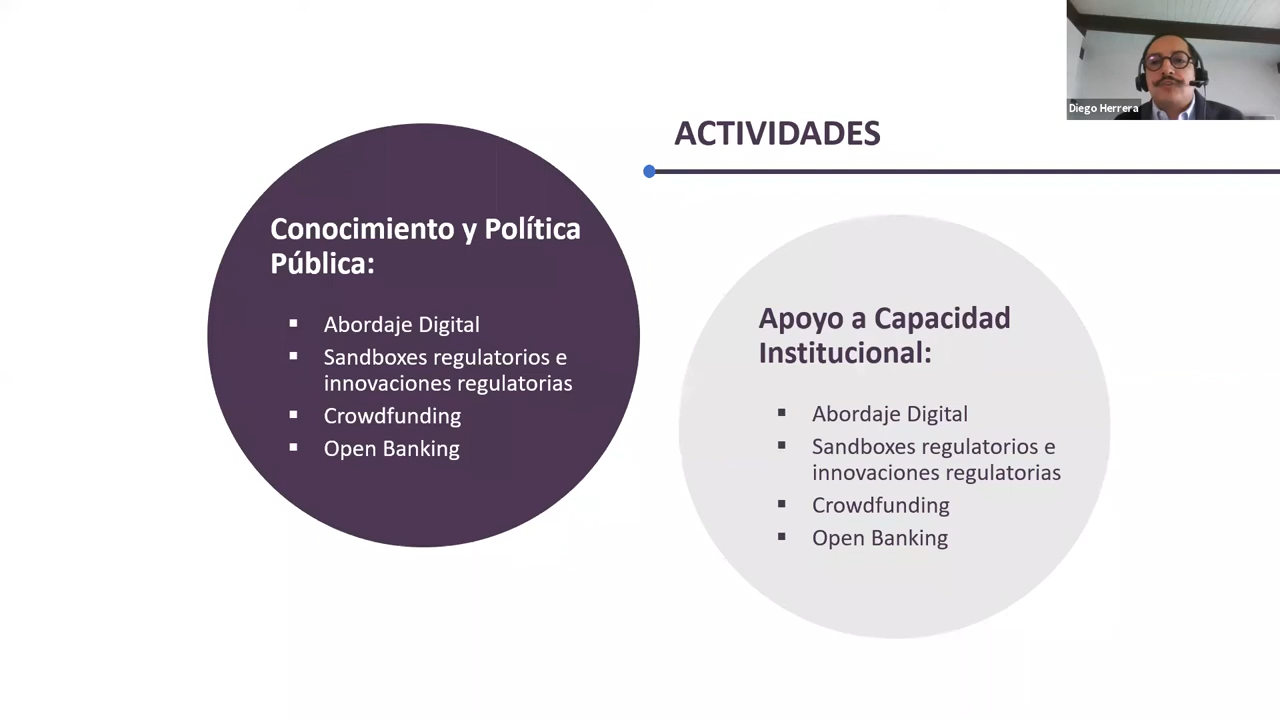 Diego Herrera
ACTIVIDADES
Conocimiento y Política
Pública:
▪ Abordaje Digital
▪ Sandboxes regulatorios e
innovaciones regulatorias
▪ Crowdfunding
▪ Open Banking
Apoyo a Capacidad
Institucional:
▪ Abordaje Digital
▪ Sandboxes regulatorios e
innovaciones regulatorias
▪ Crowdfunding
▪ Open Banking